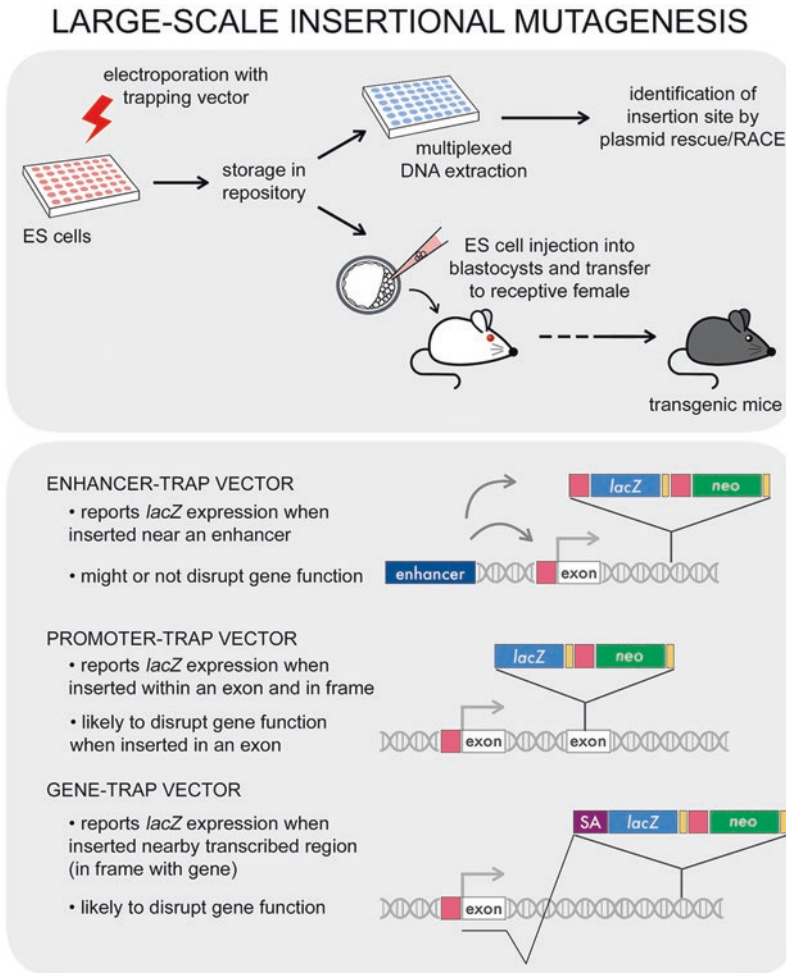 LARGE-SCALE INSERTIONAL MUTAGENESIS
electroporation with
trapping vector
ES cells
storage in
repository
multiplexed
DNA extraction
identification of
insertion site by
plasmid rescue/RACE
ES cell injection into
blastocysts and transfer
to receptive female
transgenic mice
ENHANCER-TRAP VECTOR
• reports lacZ expression when
inserted near an enhancer
• might or not disrupt gene function
lacZ
neo
enhancer
exon
PROMOTER-TRAP VECTOR
• reports lacZ expression when
inserted within an exon and in frame
• likely to disrupt gene function
when inserted in an exon
lacZ
neo
exon
exon
GENE-TRAP VECTOR
• reports lacZ expression when
inserted nearby transcribed region
(in frame with gene)
• likely to disrupt gene function
SA
lacZ
neo
exon